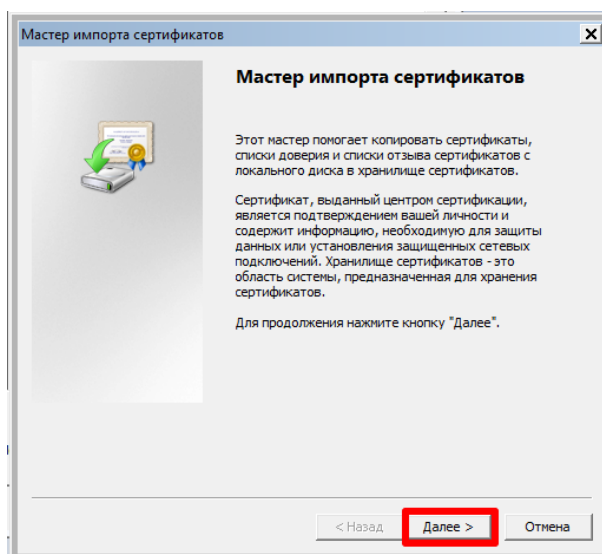 Мастер импорта сертификатов
Мастер импорта сертификатов
Этот мастер помогает копировать сертификаты,
списки доверия и списки отзыва сертификатов с
локального диска в хранилище сертификатов.
Сертификат, выданный центром сертификации,
является подтверждением вашей личности и
содержит информацию, необходимую для защиты
данных или установления защищенных сетевых
подключений. Хранилище сертификатов - это
область системы, предназначенная для хранения
сертификатов.
Для продолжения нажмите кнопку "Далее".
< Назад Далее > Отмена